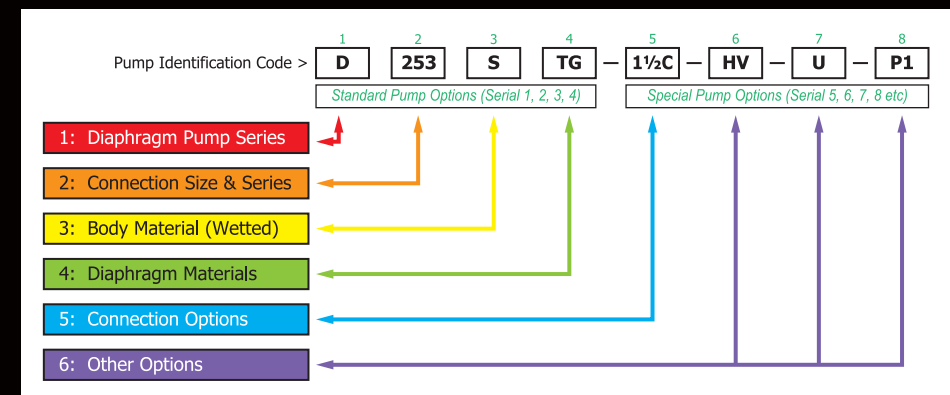 1 2 3 4 5 6 7 8
Pump Identification Code > D 253 S TG – 1½C – HV – U – P1
Standard Pump Options (Serial 1, 2, 3, 4) Special Pump Options (Serial 5, 6, 7, 8 etc)
1: Diaphragm Pump Series
2: Connection Size & Series
3: Body Material (Wetted)
4: Diaphragm Materials
5: Connection Options
6: Other Options